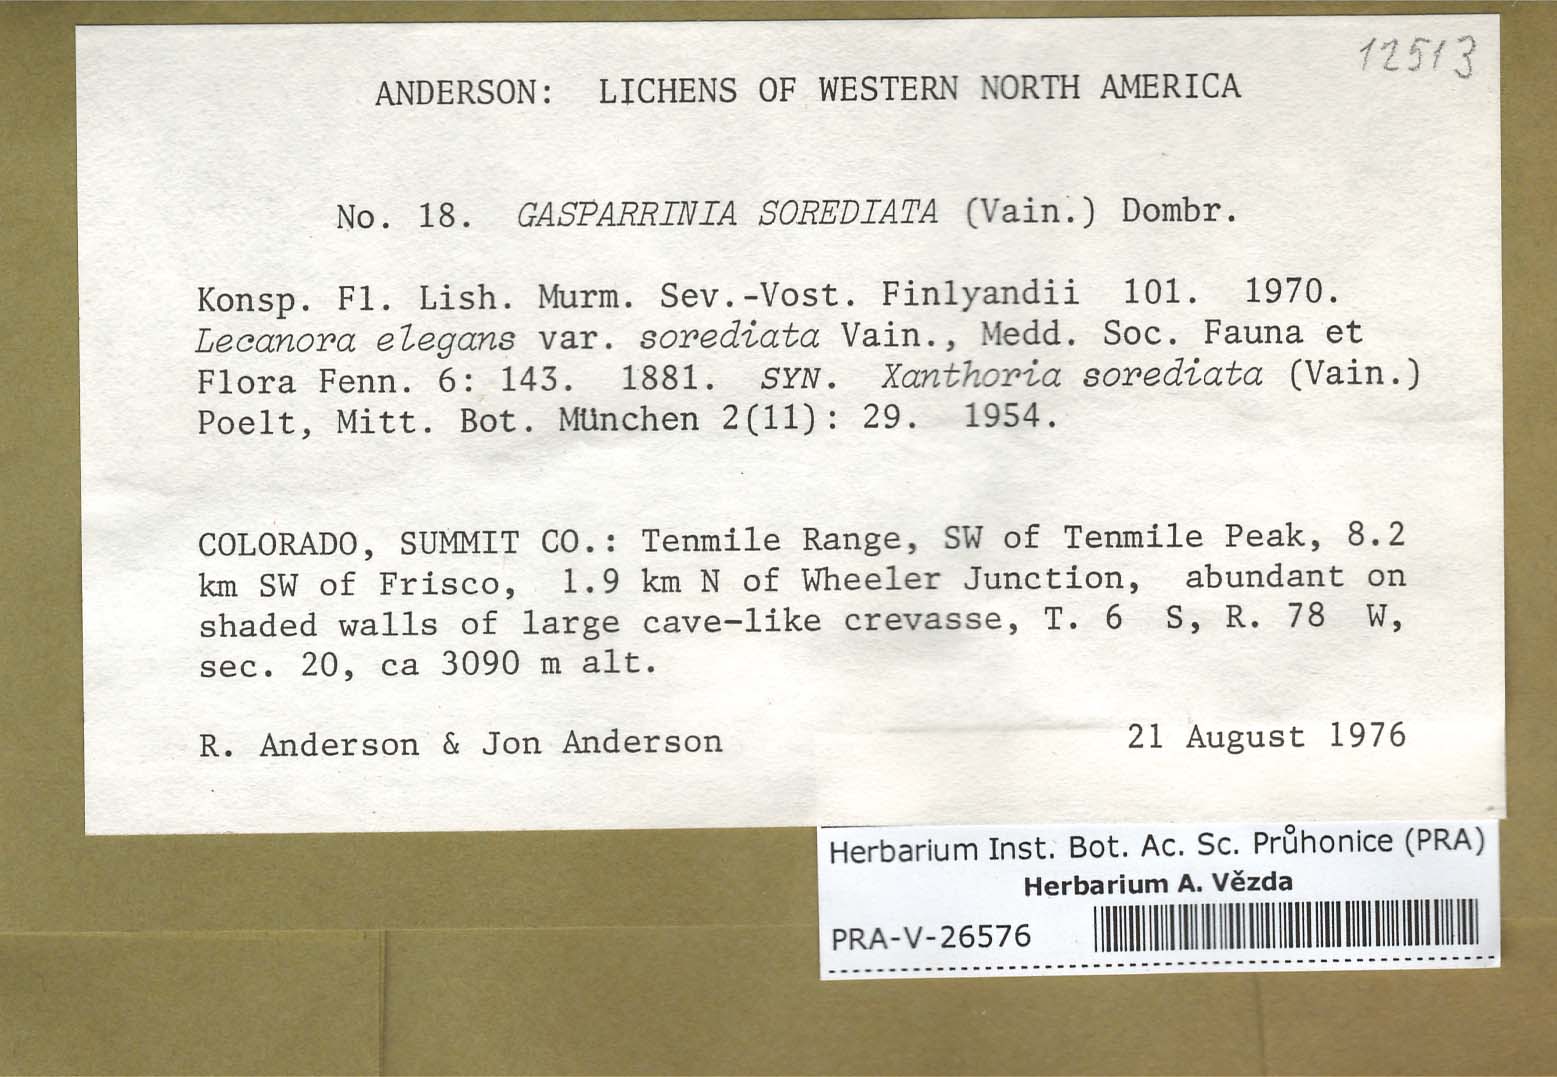 12513
ANDERSON: LICHENS OF WESTERN NORTH AMERICA
No. 18. GASPARRINIA SOREDIATA (Vain.) Dombr.
Konsp. Fl. Lish. Murm. Sev.-Vost. Finlyandii 101. 1970.
Lecanora elegans var. sorediata Vain., Medd. Soc. Fauna et
Flora Fenn. 6: 143. 1881. SYN. Xanthoria sorediata (Vain.)
Poelt, Mitt. Bot. München 2(11): 29. 1954.
COLORADO, SUMMIT CO.: Tenmile Range, SW of Tenmile Peak, 8.2
km SW of Frisco, 1.9 km N of Wheeler Junction, abundant on
shaded walls of large cave-like crevasse, T. 6 S, R. 78 W,
sec. 20, ca 3090 m alt.
R. Anderson & Jon Anderson 21 August 1976
Herbarium Inst. Bot. Ac. Sc. Průhonice (PRA)
Herbarium A. Vězda
PRA-V-26576